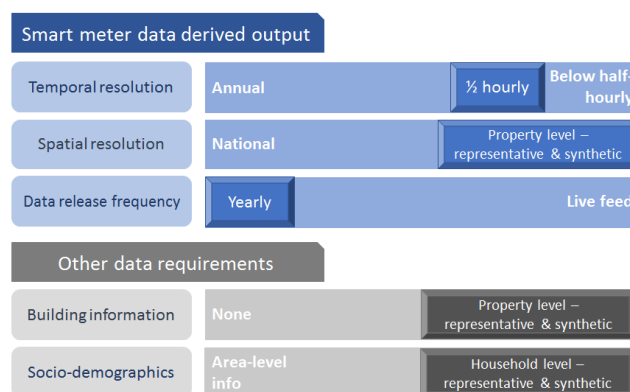 Smart meter data derived output
Temporal resolution
Annual
½ hourly
Below half-
hourly
Spatial resolution
National
Property level –
representative & synthetic
Data release frequency
Yearly
Live feed
Other data requirements
Building information
None
Property level –
representative & synthetic
Socio-demographics
Area-level
info
Household level –
representative & synthetic